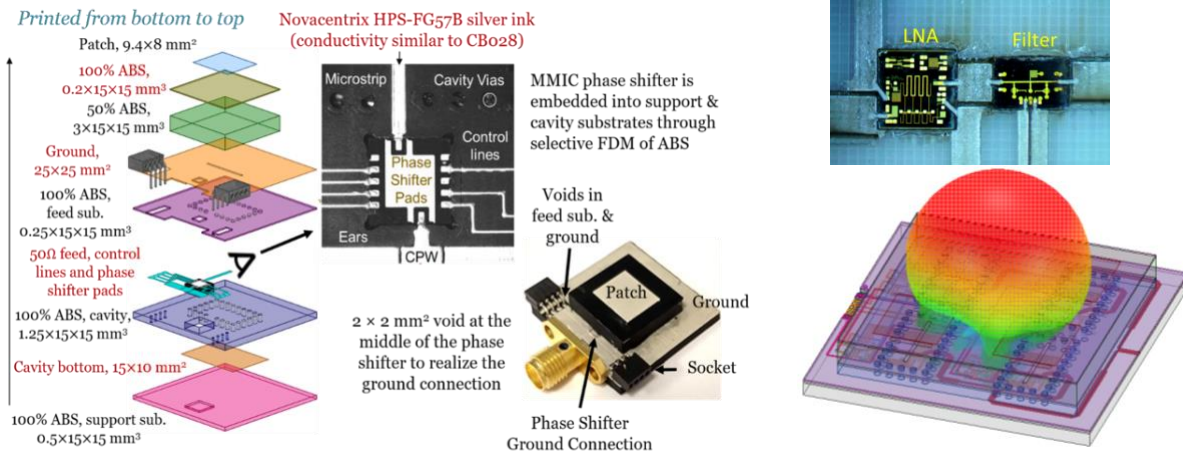 Printed from bottom to top
Patch, 9.4×8 mm²
100% ABS,
0.2×15×15 mm³
50% ABS,
3×15×15 mm³
Ground,
25×25 mm²
100% ABS,
feed sub.
0.25×15×15 mm³
50Ω feed, control
lines and phase
shifter pads
100% ABS, cavity,
1.25×15×15 mm³
Cavity bottom, 15×10 mm²
100% ABS, support sub.
0.5×15×15 mm³
Novacentrix HPS-FG57B silver ink
(conductivity similar to CB028)
Microstrip
Cavity Vias
Control
lines
Phase
Shifter
Pads
Ears
CPW
MMIC phase shifter is
embedded into support &
cavity substrates through
selective FDM of ABS
2 × 2 mm² void at the
middle of the phase
shifter to realize the
ground connection
Voids in
feed sub. &
ground
Patch
Ground
Socket
Phase Shifter
Ground Connection
LNA
Filter